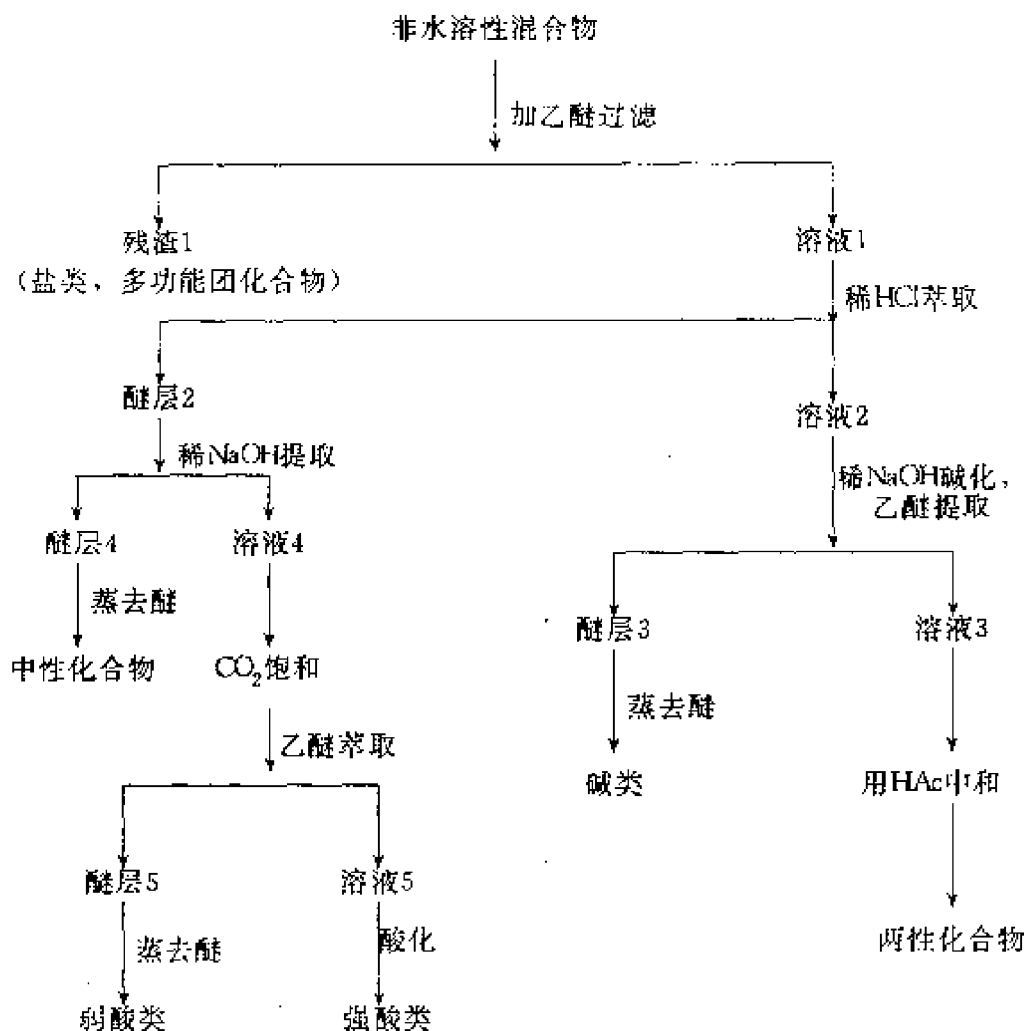 非水溶性混合物
加乙醚过滤
残渣1
(盐类、多功能团化合物)
溶液1
稀HCl萃取
醚层2
溶液2
稀NaOH提取
稀NaOH碱化，
乙醚提取
醚层4
溶液4
蒸去醚
醚层3
溶液3
中性化合物
CO₂饱和
蒸去醚
乙醚萃取
碱类
用HAc中和
醚层5
溶液5
蒸去醚
酸化
两性化合物
弱酸类
强酸类